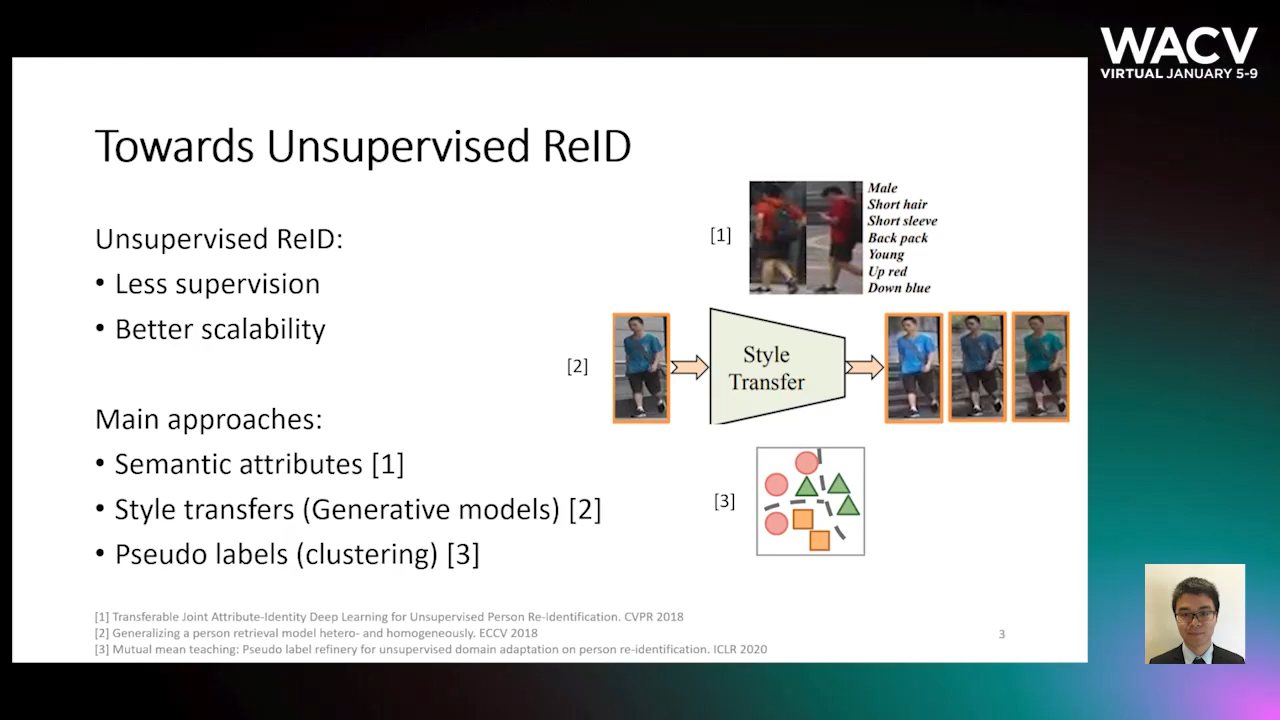 WACV
VIRTUAL JANUARY 5-9
Towards Unsupervised ReID
Unsupervised ReID:
• Less supervision
• Better scalability
Main approaches:
• Semantic attributes [1]
• Style transfers (Generative models) [2]
• Pseudo labels (clustering) [3]
[1]
Male
Short hair
Short sleeve
Back pack
Young
Up red
Down blue
[2]
Style
Transfer
[3]
[1] Transferable Joint Attribute-Identity Deep Learning for Unsupervised Person Re-Identification. CVPR 2018
[2] Generalizing a person retrieval model hetero- and homogeneously. ECCV 2018
[3] Mutual mean teaching: Pseudo label refinery for unsupervised domain adaptation on person re-identification. ICLR 2020
3